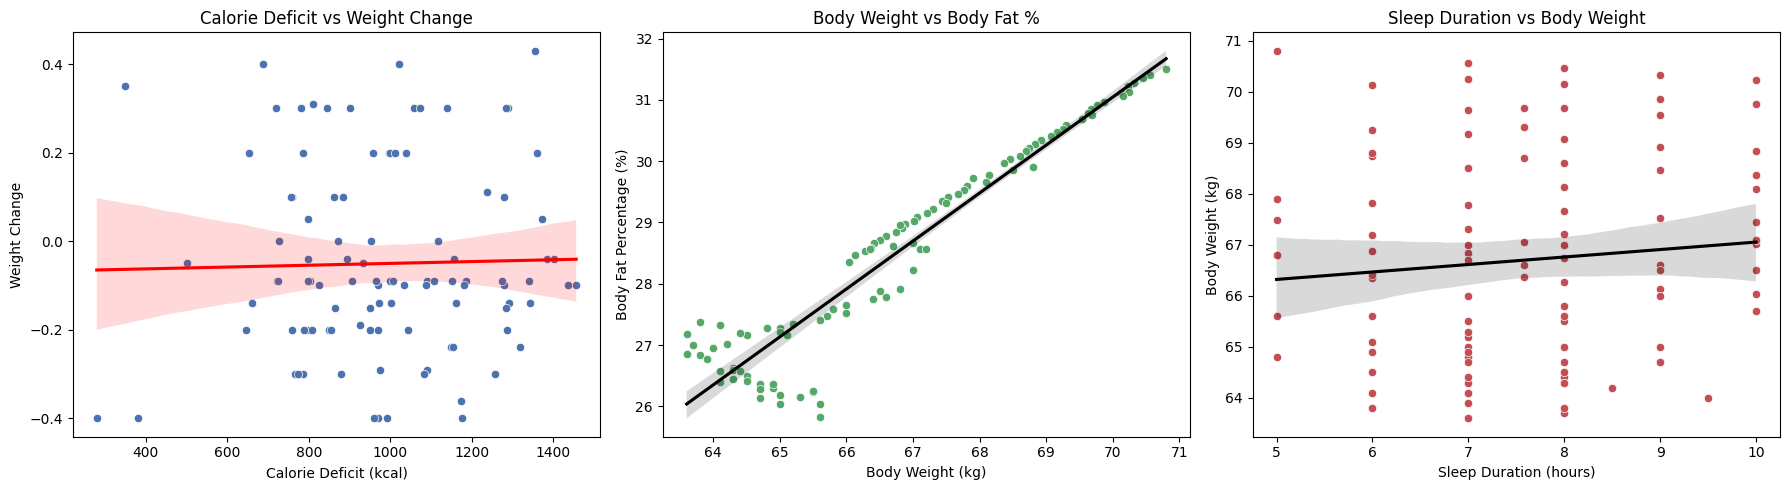 Calorie Deficit vs Weight Change
Weight Change
0.4
0.2
0.0
−0.2
−0.4
400 600 800 1000 1200 1400
Calorie Deficit (kcal)
Body Weight vs Body Fat %
Body Fat Percentage (%)
32
31
30
29
28
27
26
64 65 66 67 68 69 70 71
Body Weight (kg)
Sleep Duration vs Body Weight
Body Weight (kg)
71
70
69
68
67
66
65
64
5 6 7 8 9 10
Sleep Duration (hours)